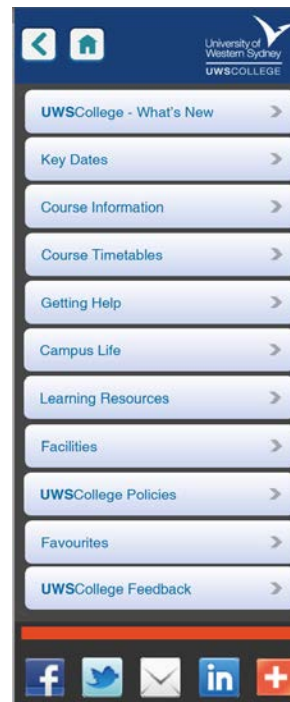 University of
Western Sydney
UWSCOLLEGE
UWSCollege - What's New
Key Dates
Course Information
Course Timetables
Getting Help
Campus Life
Learning Resources
Facilities
UWSCollege Policies
Favourites
UWSCollege Feedback
f
in